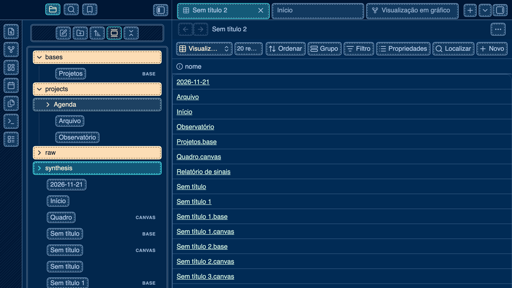 Sem título 2
Início
Visualização em gráfico
Sem título 2
Visualiz...
20 re...
Ordenar
Grupo
Filtro
Propriedades
Localizar
Novo
bases
Projetos
BASE
projects
Agenda
Arquivo
Observatório
raw
synthesis
2026-11-21
Início
Quadro
CANVAS
Sem título
BASE
Sem título
CANVAS
Sem título
Sem título 1
BASE
nome
2026-11-21
Arquivo
Início
Observatório
Projetos.base
Quadro.canvas
Relatório de sinais
Sem título
Sem título 1
Sem título 1.base
Sem título 1.canvas
Sem título 2.base
Sem título 2.canvas
Sem título 3.canvas